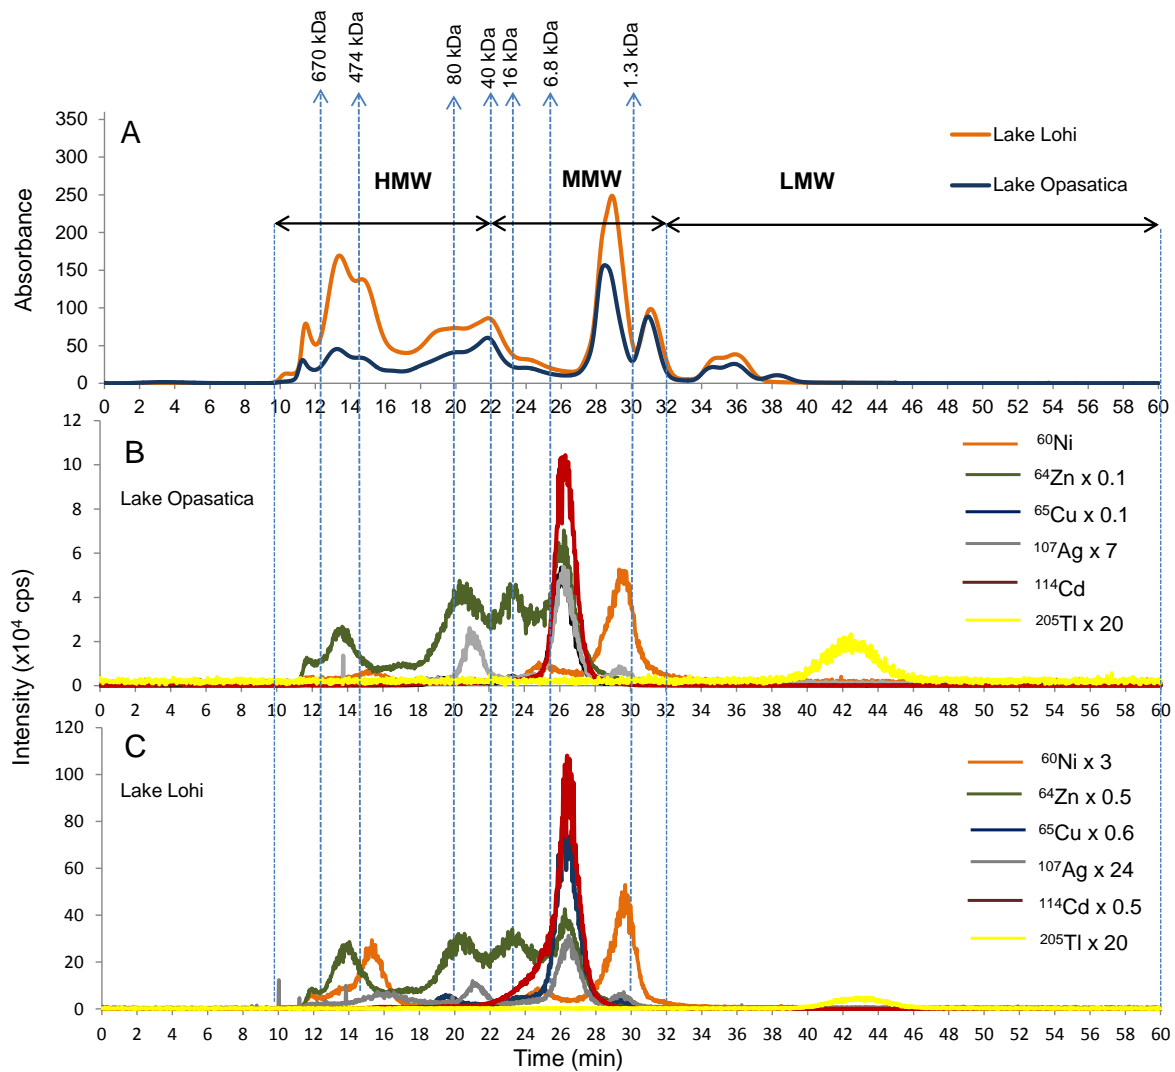 670 kDa
474 kDa
80 kDa
40 kDa
16 kDa
6.8 kDa
1.3 kDa
A
350
300
250
200
150
100
50
0
Absorbance
HMW
MMW
LMW
Lake Lohi
Lake Opasatica
0 2 4 6 8 10 12 14 16 18 20 22 24 26 28 30 32 34 36 38 40 42 44 46 48 50 52 54 56 58 60
B
Lake Opasatica
12
10
8
6
4
2
0
⁶⁰Ni
⁶⁴Zn x 0.1
⁶⁵Cu x 0.1
¹⁰⁷Ag x 7
¹¹⁴Cd
²⁰⁵Tl x 20
0 2 4 6 8 10 12 14 16 18 20 22 24 26 28 30 32 34 36 38 40 42 44 46 48 50 52 54 56 58 60
Intensity (x10⁴ cps)
C
Lake Lohi
120
100
80
60
40
20
0
⁶⁰Ni x 3
⁶⁴Zn x 0.5
⁶⁵Cu x 0.6
¹⁰⁷Ag x 24
¹¹⁴Cd x 0.5
²⁰⁵Tl x 20
0 2 4 6 8 10 12 14 16 18 20 22 24 26 28 30 32 34 36 38 40 42 44 46 48 50 52 54 56 58 60
Time (min)